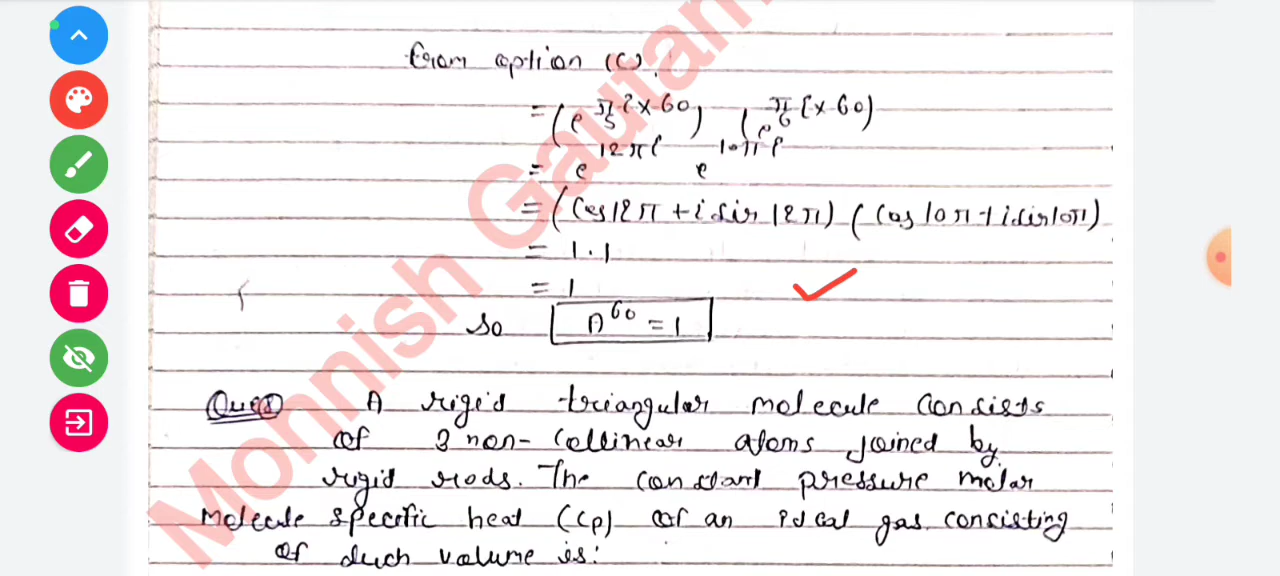 from option (c).
= (e^{π/5 i × 60}) (e^{π/6 i × 60})
= e^{12πi} e^{10πi}
= (Cos 12π + i sin 12π) (Cos 10π + i sin 10π)
= 1 . 1
= 1
So A^{60} = 1
Ques A rigid triangular molecule consists
of 3 non-collinear atoms joined by
rigid rods. The constant pressure molar
molecule specific heat (Cp) of an ideal gas consisting
of such volume is:
Monnish Gautam